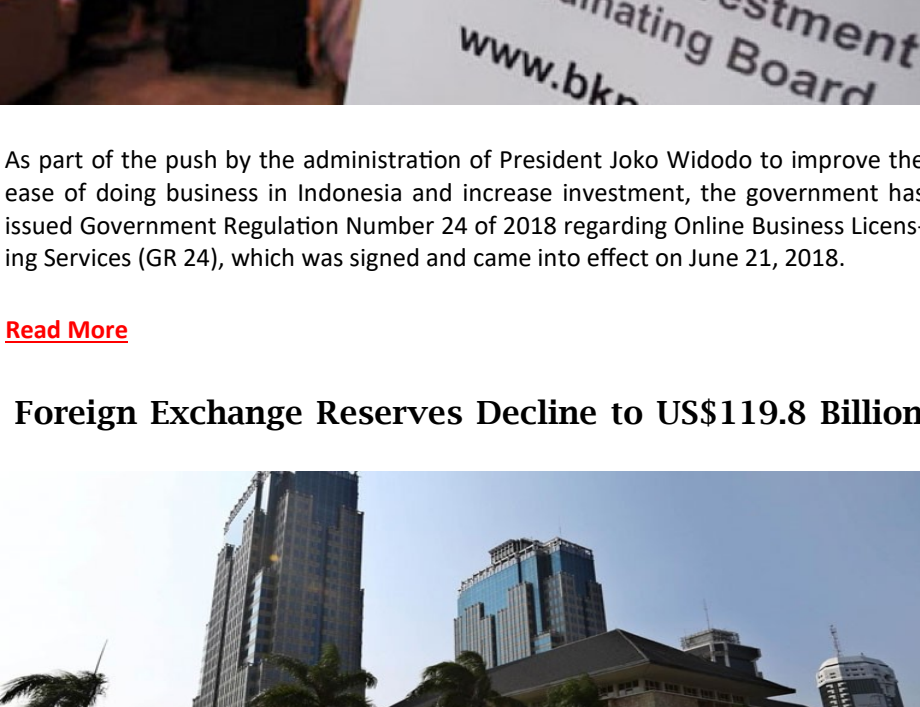 Board
www.bk
As part of the push by the administration of President Joko Widodo to improve the
ease of doing business in Indonesia and increase investment, the government has
issued Government Regulation Number 24 of 2018 regarding Online Business Licens-
ing Services (GR 24), which was signed and came into effect on June 21, 2018.
Read More
Foreign Exchange Reserves Decline to US$119.8 Billion